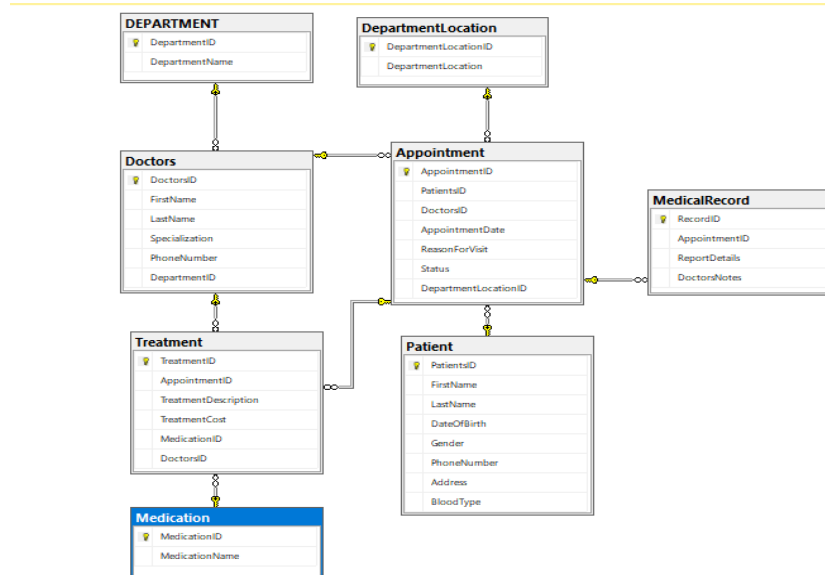 DEPARTMENT
DepartmentID
DepartmentName
DepartmentLocation
DepartmentLocationID
DepartmentLocation
Doctors
DoctorsID
FirstName
LastName
Specialization
PhoneNumber
DepartmentID
Appointment
AppointmentID
PatientsID
DoctorsID
AppointmentDate
ReasonForVisit
Status
DepartmentLocationID
MedicalRecord
RecordID
AppointmentID
ReportDetails
DoctorsNotes
Treatment
TreatmentID
AppointmentID
TreatmentDescription
TreatmentCost
MedicationID
DoctorsID
Patient
PatientsID
FirstName
LastName
DateOfBirth
Gender
PhoneNumber
Address
BloodType
Medication
MedicationID
MedicationName